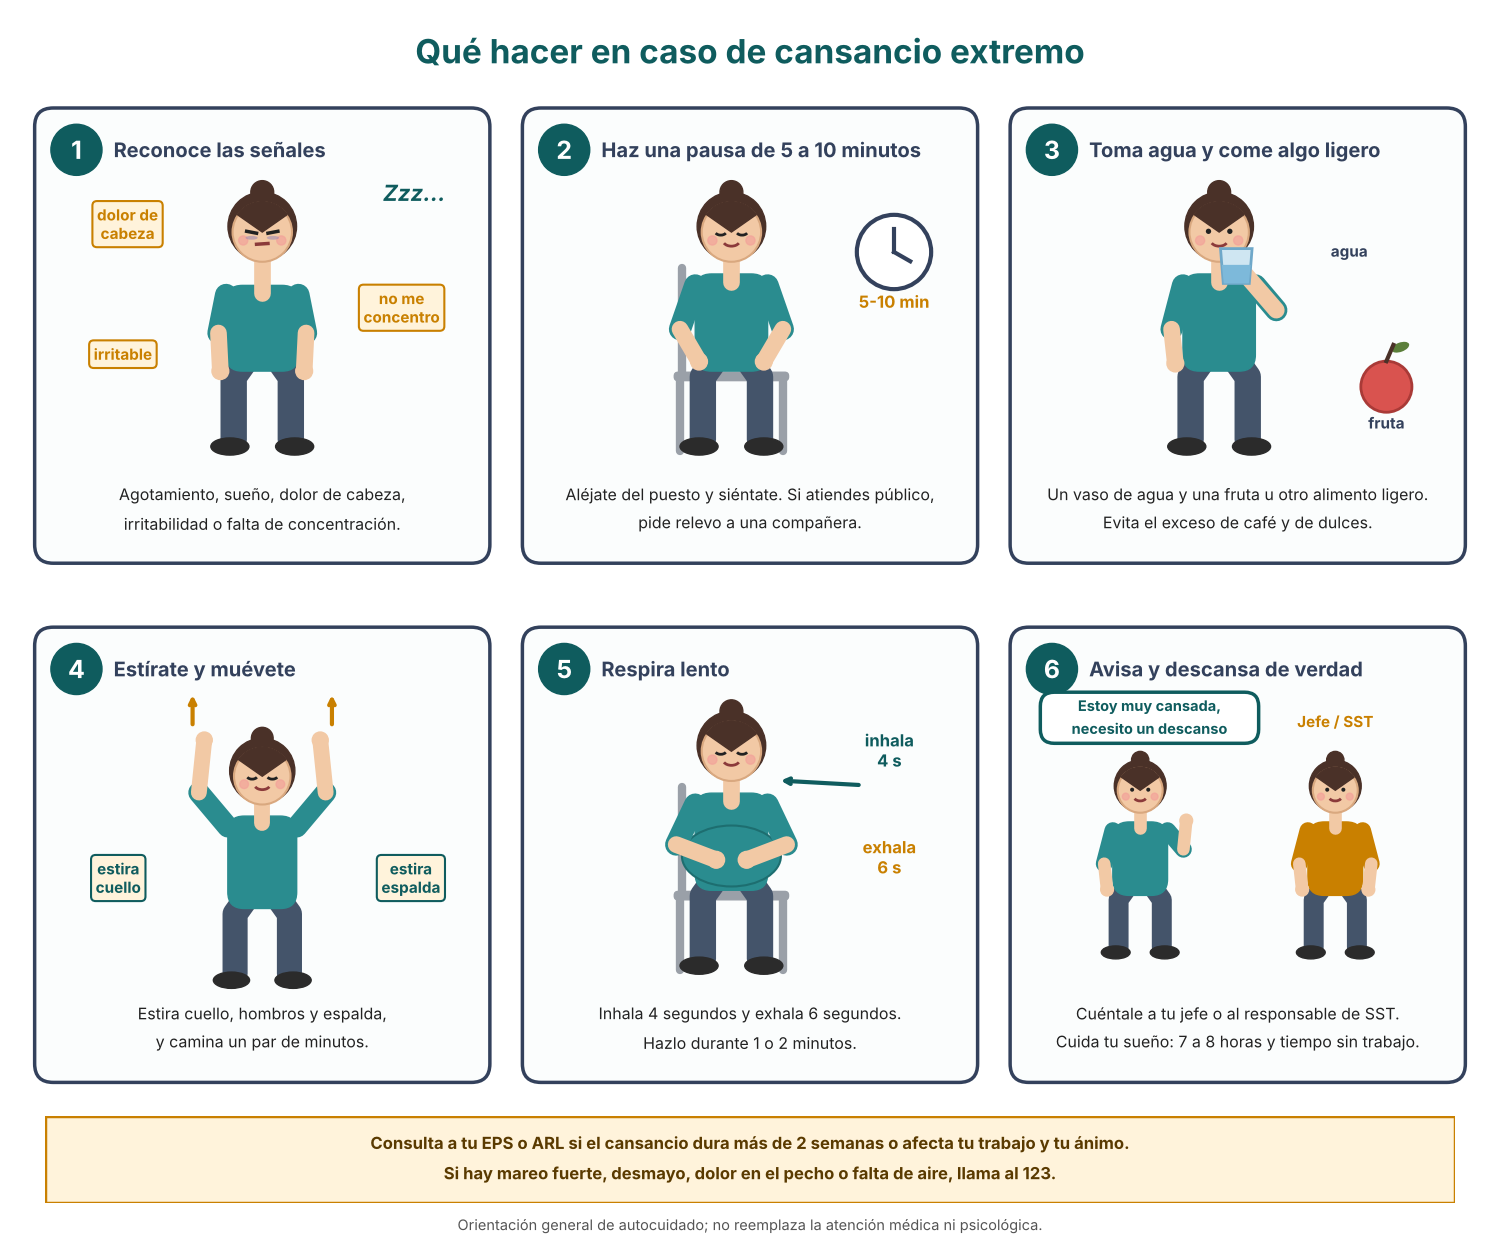 Qué hacer en caso de cansancio extremo
1
Reconoce las señales
Zzz...
dolor de
cabeza
no me
concentro
irritable
Agotamiento, sueño, dolor de cabeza,
irritabilidad o falta de concentración.
2
Haz una pausa de 5 a 10 minutos
5-10 min
Aléjate del puesto y siéntate. Si atiendes público,
pide relevo a una compañera.
3
Toma agua y come algo ligero
agua
fruta
Un vaso de agua y una fruta u otro alimento ligero.
Evita el exceso de café y de dulces.
4
Estírate y muévete
estira
cuello
estira
espalda
Estira cuello, hombros y espalda,
y camina un par de minutos.
5
Respira lento
inhala
4 s
exhala
6 s
Inhala 4 segundos y exhala 6 segundos.
Hazlo durante 1 o 2 minutos.
6
Avisa y descansa de verdad
Estoy muy cansada,
necesito un descanso
Jefe / SST
Cuéntale a tu jefe o al responsable de SST.
Cuida tu sueño: 7 a 8 horas y tiempo sin trabajo.
Consulta a tu EPS o ARL si el cansancio dura más de 2 semanas o afecta tu trabajo y tu ánimo.
Si hay mareo fuerte, desmayo, dolor en el pecho o falta de aire, llama al 123.
Orientación general de autocuidado; no reemplaza la atención médica ni psicológica.